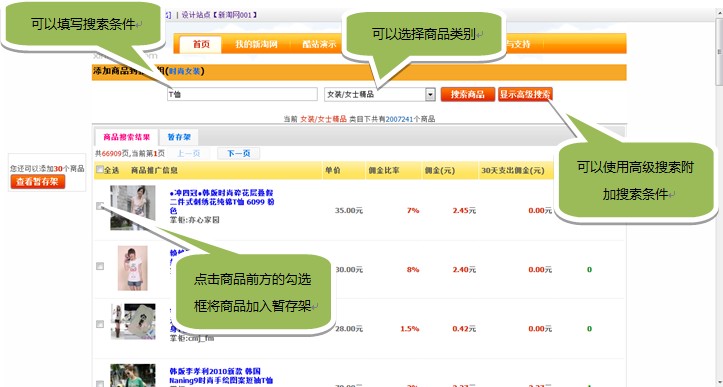 可以填写搜索条件
] | 设计站点【新淘网001】
首页
我的新淘网
酷站演示
与支持
可以选择商品类别
(时尚女装)
T恤
女装/女士精品
搜索商品
显示高级搜索
当前 女装/女士精品 类目下共有2007241个商品
商品搜索结果
暂存架
共66909页,当前第1页
上一页
下一页
您还可以添加30个商品
查看暂存架
可以使用高级搜索附
加搜索条件
全选
商品推广信息
单价
佣金比率
佣金(元)
30天支出佣金(元)
●冲四冠●韩版时尚碎花层叠假
二件式刺绣花纯棉T恤 6099 粉
色
掌柜:亦心家园
35.00元
7%
2.45元
0.00元
点击商品前方的勾选
框将商品加入暂存架
30.00元
8%
2.40元
0.00元
0
掌柜:cmj_fm
28.00元
1.5%
0.42元
0.00元
0
韩版李孝利2010新款 韩国
Naning9时尚手绘图案短袖T恤